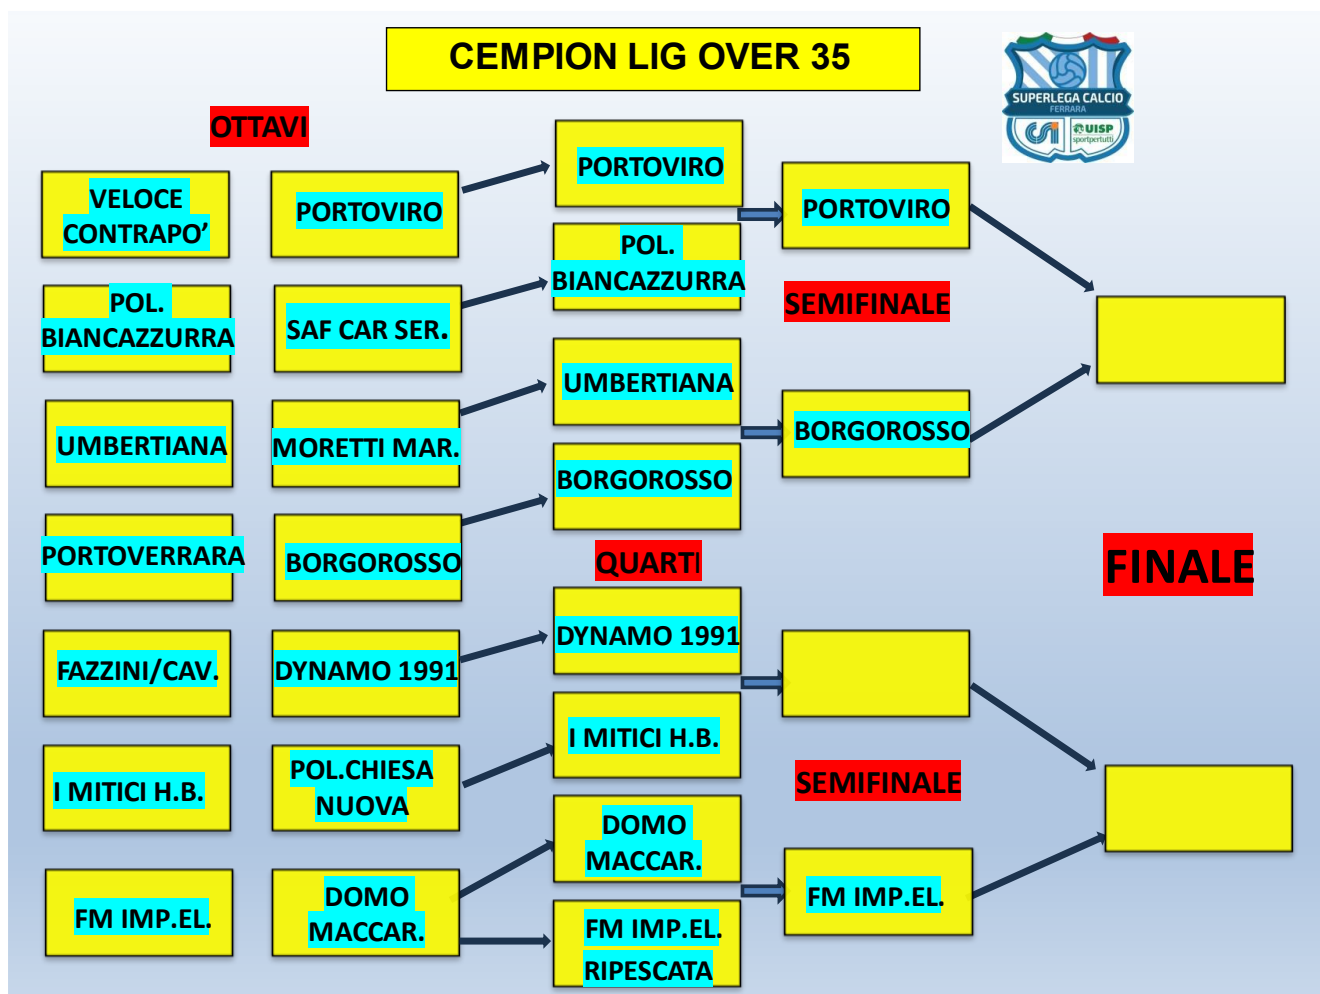 CEMPION LIG OVER 35
SUPERLEGA CALCIO
FERRARA
CSI
UISP
sportpertutti
OTTAVI
VELOCE
CONTRAPO’
PORTOVIRO
POL.
BIANCAZZURRA
SAF CAR SER.
UMBERTIANA
MORETTI MAR.
PORTOVERRARA
BORGOROSSO
FAZZINI/CAV.
DYNAMO 1991
I MITICI H.B.
POL.CHIESA
NUOVA
FM IMP.EL.
DOMO
MACCAR.
PORTOVIRO
POL.
BIANCAZZURRA
UMBERTIANA
BORGOROSSO
QUARTI
DYNAMO 1991
I MITICI H.B.
DOMO
MACCAR.
FM IMP.EL.
RIPESCATA
PORTOVIRO
SEMIFINALE
BORGOROSSO
SEMIFINALE
FM IMP.EL.
FINALE